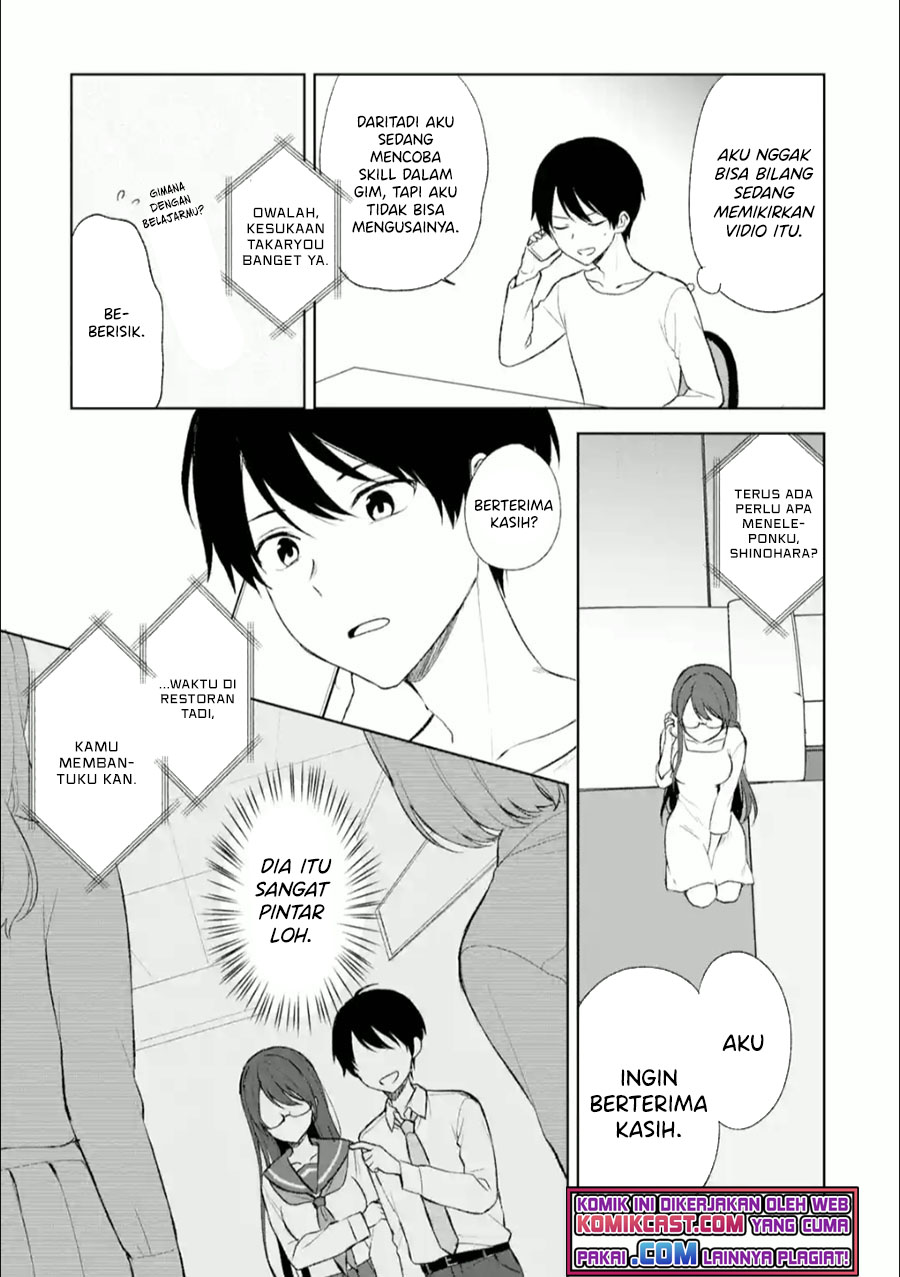 AKU NGGAK
BISA BILANG
SEDANG
MEMIKIRKAN
VIDIO ITU.
DARITADI AKU
SEDANG
MENCOBA
SKILL DALAM
GIM, TAPI AKU
TIDAK BISA
MENGUSAINYA.
OWALAH,
KESUKAAN
TAKARYOU
BANGET YA.
GIMANA
DENGAN
BELAJARMU?
BE-
BERISIK.
TERUS ADA
PERLU APA
MENELE-
PONKU,
SHINOHARA?
AKU
INGIN
BERTERIMA
KASIH.
BERTERIMA
KASIH?
...WAKTU DI
RESTORAN
TADI,
KAMU
MEMBAN-
TUKU KAN.
DIA ITU
SANGAT
PINTAR
LOH.
KOMIK INI DIKERJAKAN OLEH WEB
KOMIKCAST.COM YANG CUMA
PAKAI .COM LAINNYA PLAGIAT!